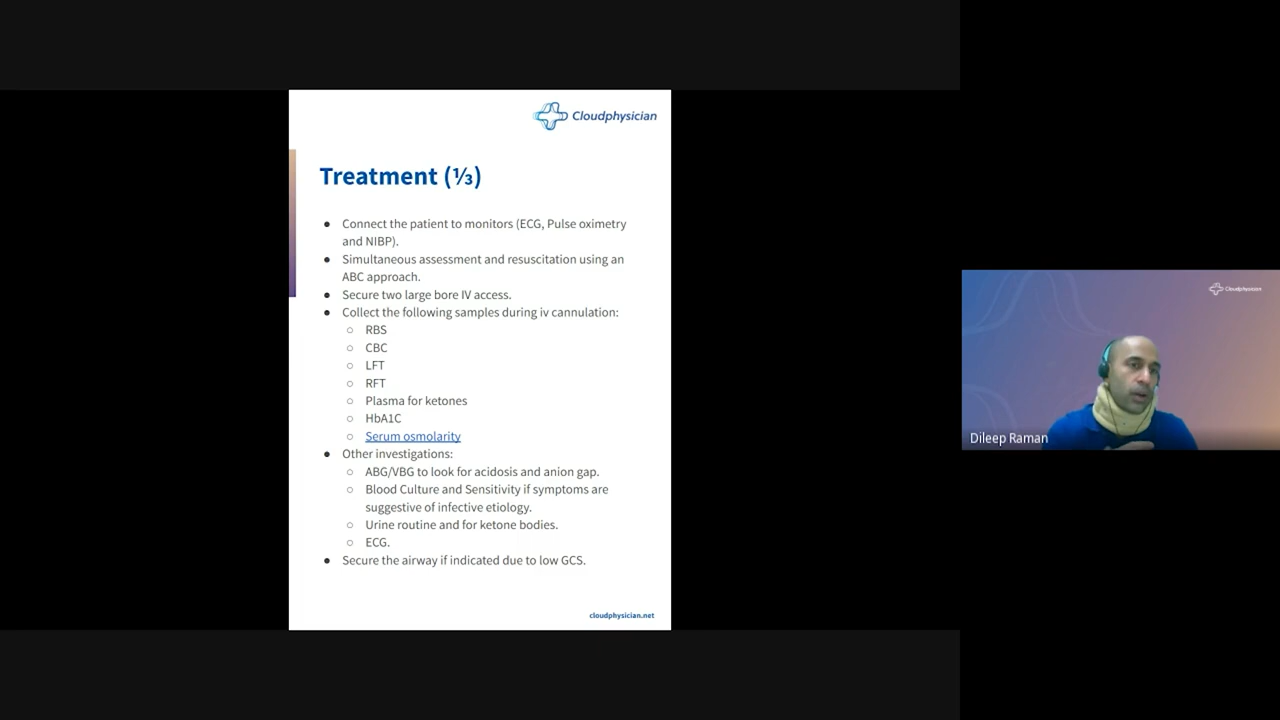 Cloudphysician
Treatment (⅓)
● Connect the patient to monitors (ECG, Pulse oximetry
and NIBP).
● Simultaneous assessment and resuscitation using an
ABC approach.
● Secure two large bore IV access.
● Collect the following samples during iv cannulation:
○ RBS
○ CBC
○ LFT
○ RFT
○ Plasma for ketones
○ HbA1C
○ Serum osmolarity
● Other investigations:
○ ABG/VBG to look for acidosis and anion gap.
○ Blood Culture and Sensitivity if symptoms are
suggestive of infective etiology.
○ Urine routine and for ketone bodies.
○ ECG.
● Secure the airway if indicated due to low GCS.
cloudphysician.net
Cloudphysician
Dileep Raman